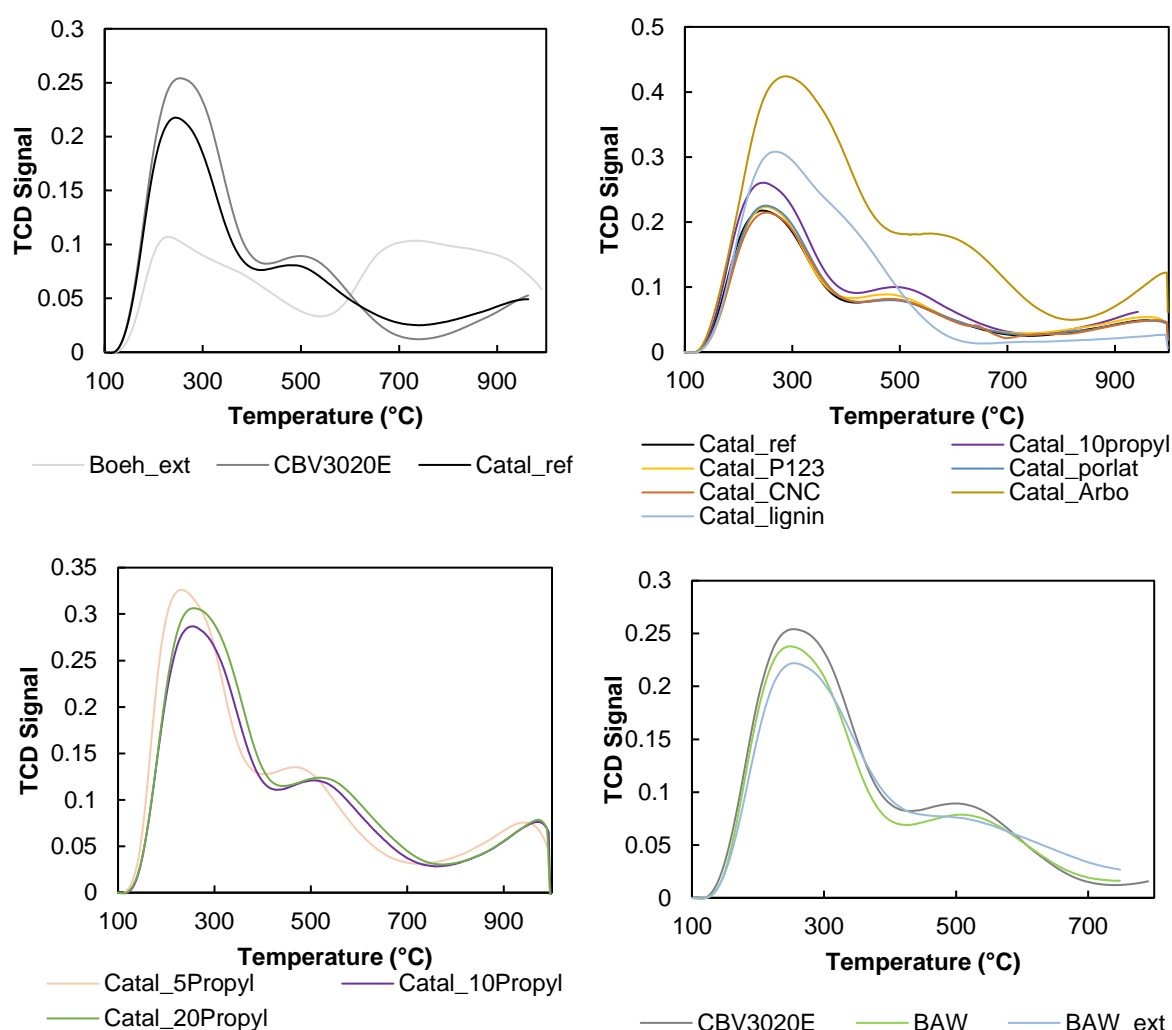 0.3
0.25
0.2
0.15
0.1
0.05
0
TCD Signal
100 300 500 700 900
Temperature (°C)
Boeh_ext CBV3020E Catal_ref
0.5
0.4
0.3
0.2
0.1
0
TCD Signal
100 300 500 700 900
Temperature (°C)
Catal_ref Catal_10propyl
Catal_P123 Catal_porlat
Catal_CNC Catal_Arbo
Catal_lignin
0.35
0.3
0.25
0.2
0.15
0.1
0.05
0
TCD Signal
100 300 500 700 900
Temperature (°C)
Catal_5Propyl Catal_10Propyl
Catal_20Propyl
0.3
0.25
0.2
0.15
0.1
0.05
0
TCD Signal
100 300 500 700
Temperature (°C)
CBV3020E BAW BAW_ext